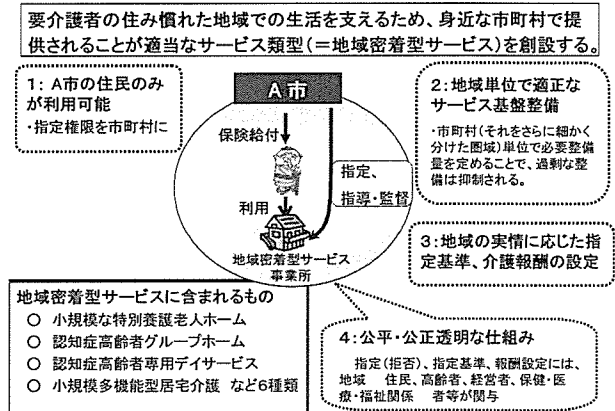 要介護者の住み慣れた地域での生活を支えるため、身近な市町村で提
供されることが適当なサービス類型(=地域密着型サービス)を創設する。
1: A市の住民のみ
が利用可能
・指定権限を市町村に
A市
保険給付
利用
指定、
指導・監督
地域密着型サービス
事業所
2:地域単位で適正な
サービス基盤整備
・市町村(それをさらに細かく
分けた圏域)単位で必要整備
量を定めることで、過剰な整
備は抑制される。
3:地域の実情に応じた指
定基準、介護報酬の設定
地域密着型サービスに含まれるもの
○ 小規模な特別養護老人ホーム
○ 認知症高齢者グループホーム
○ 認知症高齢者専用デイサービス
○ 小規模多機能型居宅介護 など6種類
4:公平・公正透明な仕組み
指定(拒否)、指定基準、報酬設定には、
地域 住民、高齢者、経営者、保健・医
療・福祉関係 者等が関与